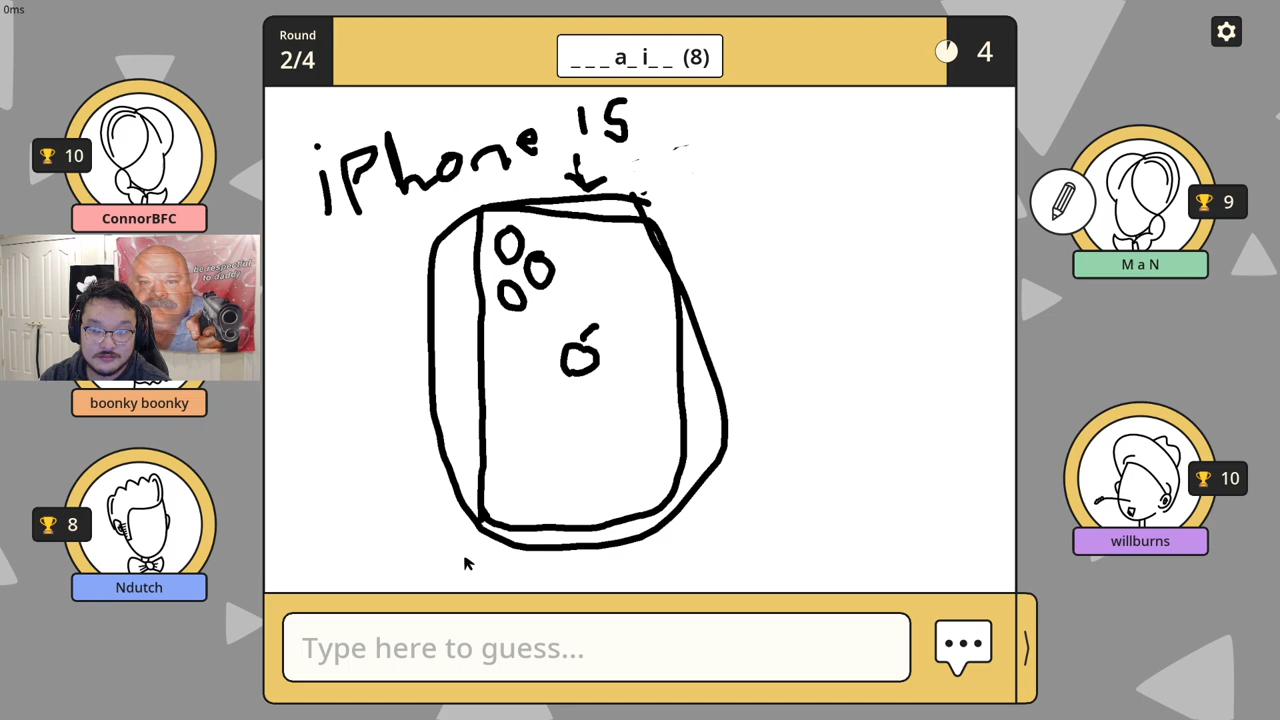 0ms
Round
2/4
_ _ _ a _ i _ _ (8)
4
iPhone 15
10
ConnorBFC
be respectful
to daddy
boonky boonky
8
Ndutch
9
M a N
10
willburns
Type here to guess...